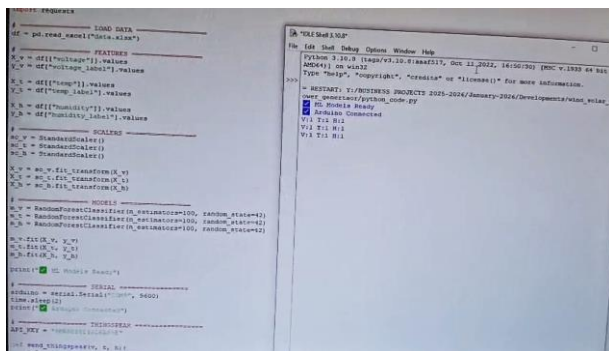 import requests
# LOAD DATA
df = pd.read_excel("data.xlsx")
# FEATURES
X_v = df[["voltage"]].values
y_v = df["voltage_label"].values
X_t = df[["temp"]].values
y_t = df["temp_label"].values
X_h = df[["humidity"]].values
y_h = df["humidity_label"].values
# SCALERS
sc_v = StandardScaler()
sc_t = StandardScaler()
sc_h = StandardScaler()
X_v = sc_v.fit_transform(X_v)
X_t = sc_t.fit_transform(X_t)
X_h = sc_h.fit_transform(X_h)
# MODELS
m_v = RandomForestClassifier(n_estimators=100, random_state=42)
m_t = RandomForestClassifier(n_estimators=100, random_state=42)
m_h = RandomForestClassifier(n_estimators=100, random_state=42)
m_v.fit(X_v, y_v)
m_t.fit(X_t, y_t)
m_h.fit(X_h, y_h)
print("✅ ML Models Ready")
# SERIAL
arduino = serial.Serial( 9600)
time.sleep(2)
print("✅ Arduino Connected")
# THINGSPEAK
API_KEY =
def send_thingspeak(v, t, h):
*IDLE Shell 3.10.8*
File Edit Shell Debug Options Window Help
Python 3.10.8 (tags/v3.10.8:aaaf517, Oct 11 2022, 16:50:30) [MSC v.1933 64 bit
AMD64)] on win32
Type "help", "copyright", "credits" or "license()" for more information.
>>>
= RESTART: Y:/BUSINESS PROJECTS 2025-2026/January-2026/Developments/wind_solar_
ower_generteor/python_code.py
✅ ML Models Ready
✅ Arduino Connected
V:1 T:1 H:1
V:1 T:1 H:1
V:1 T:1 H:1